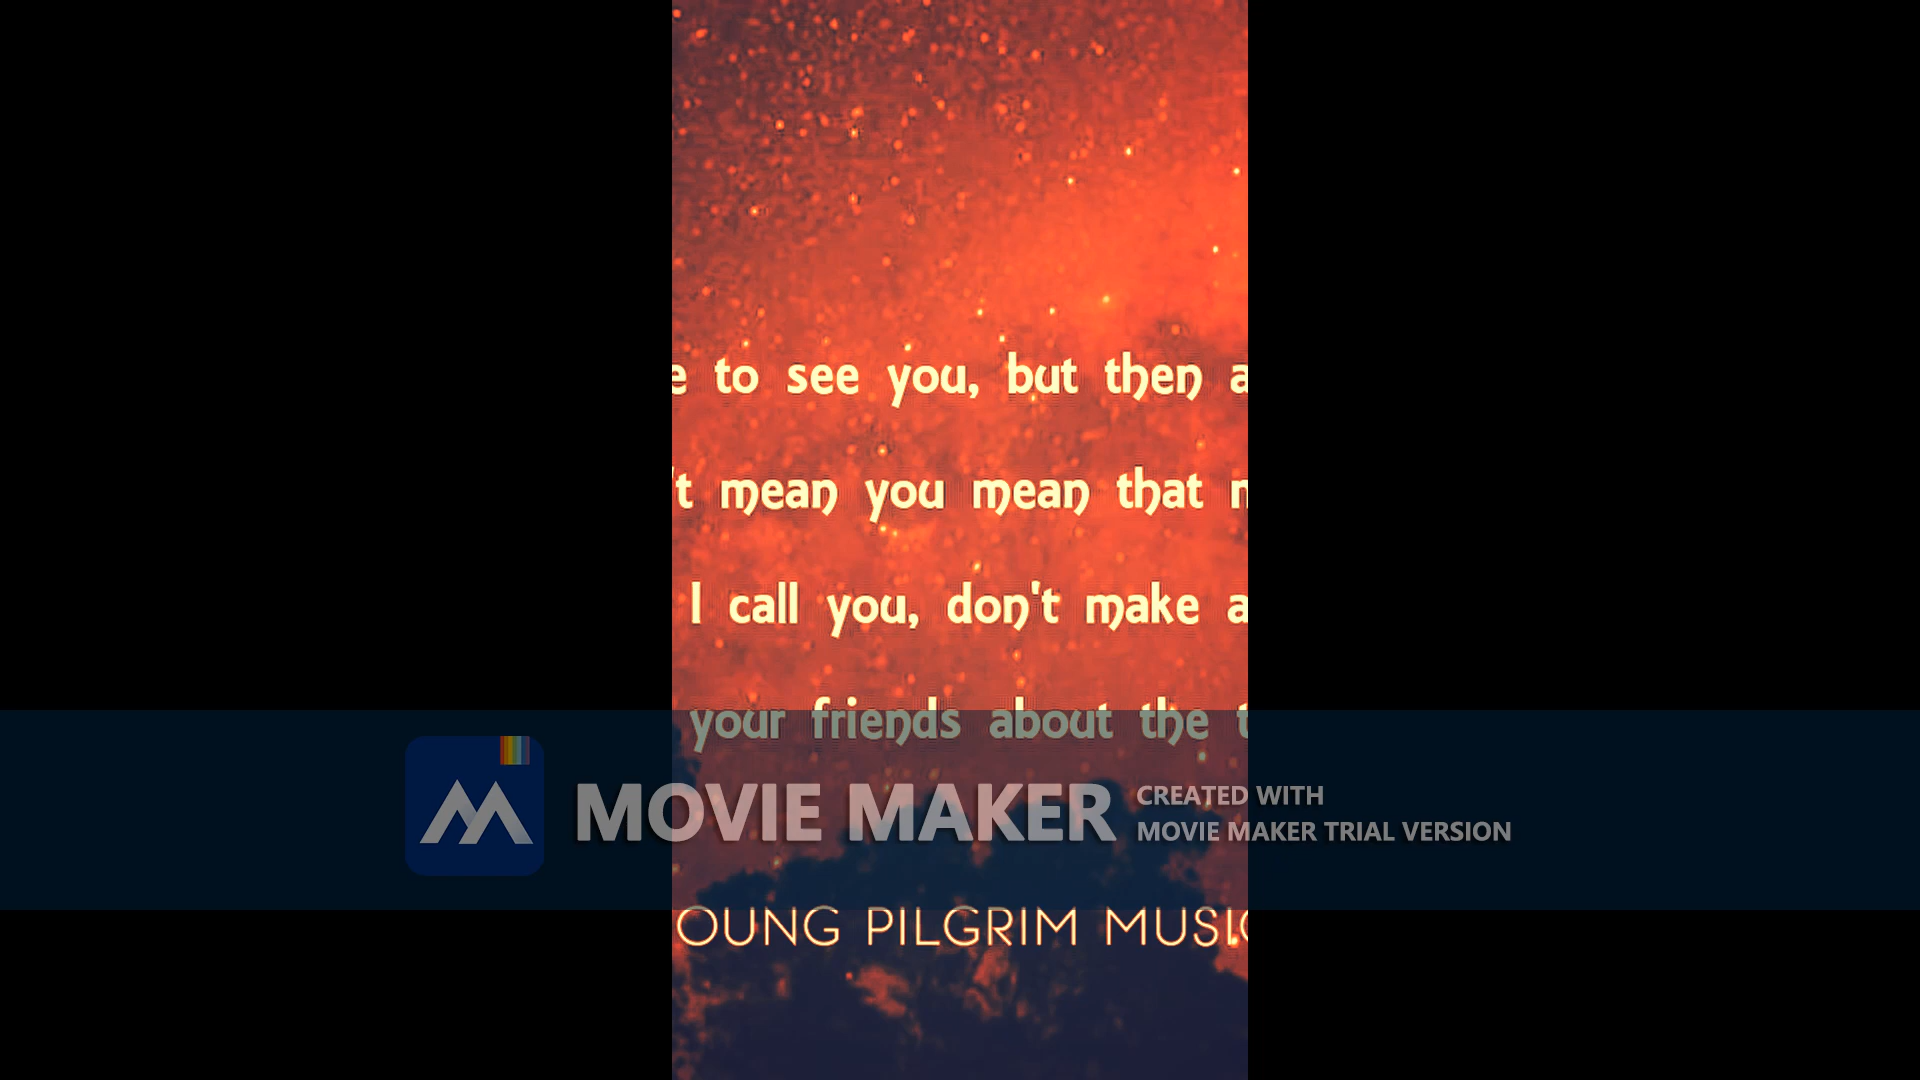 e to see you, but then a
't mean you mean that m
I call you, don't make a
your friends about the t
MOVIE MAKER
CREATED WITH
MOVIE MAKER TRIAL VERSION
OUNG PILGRIM MUSIC